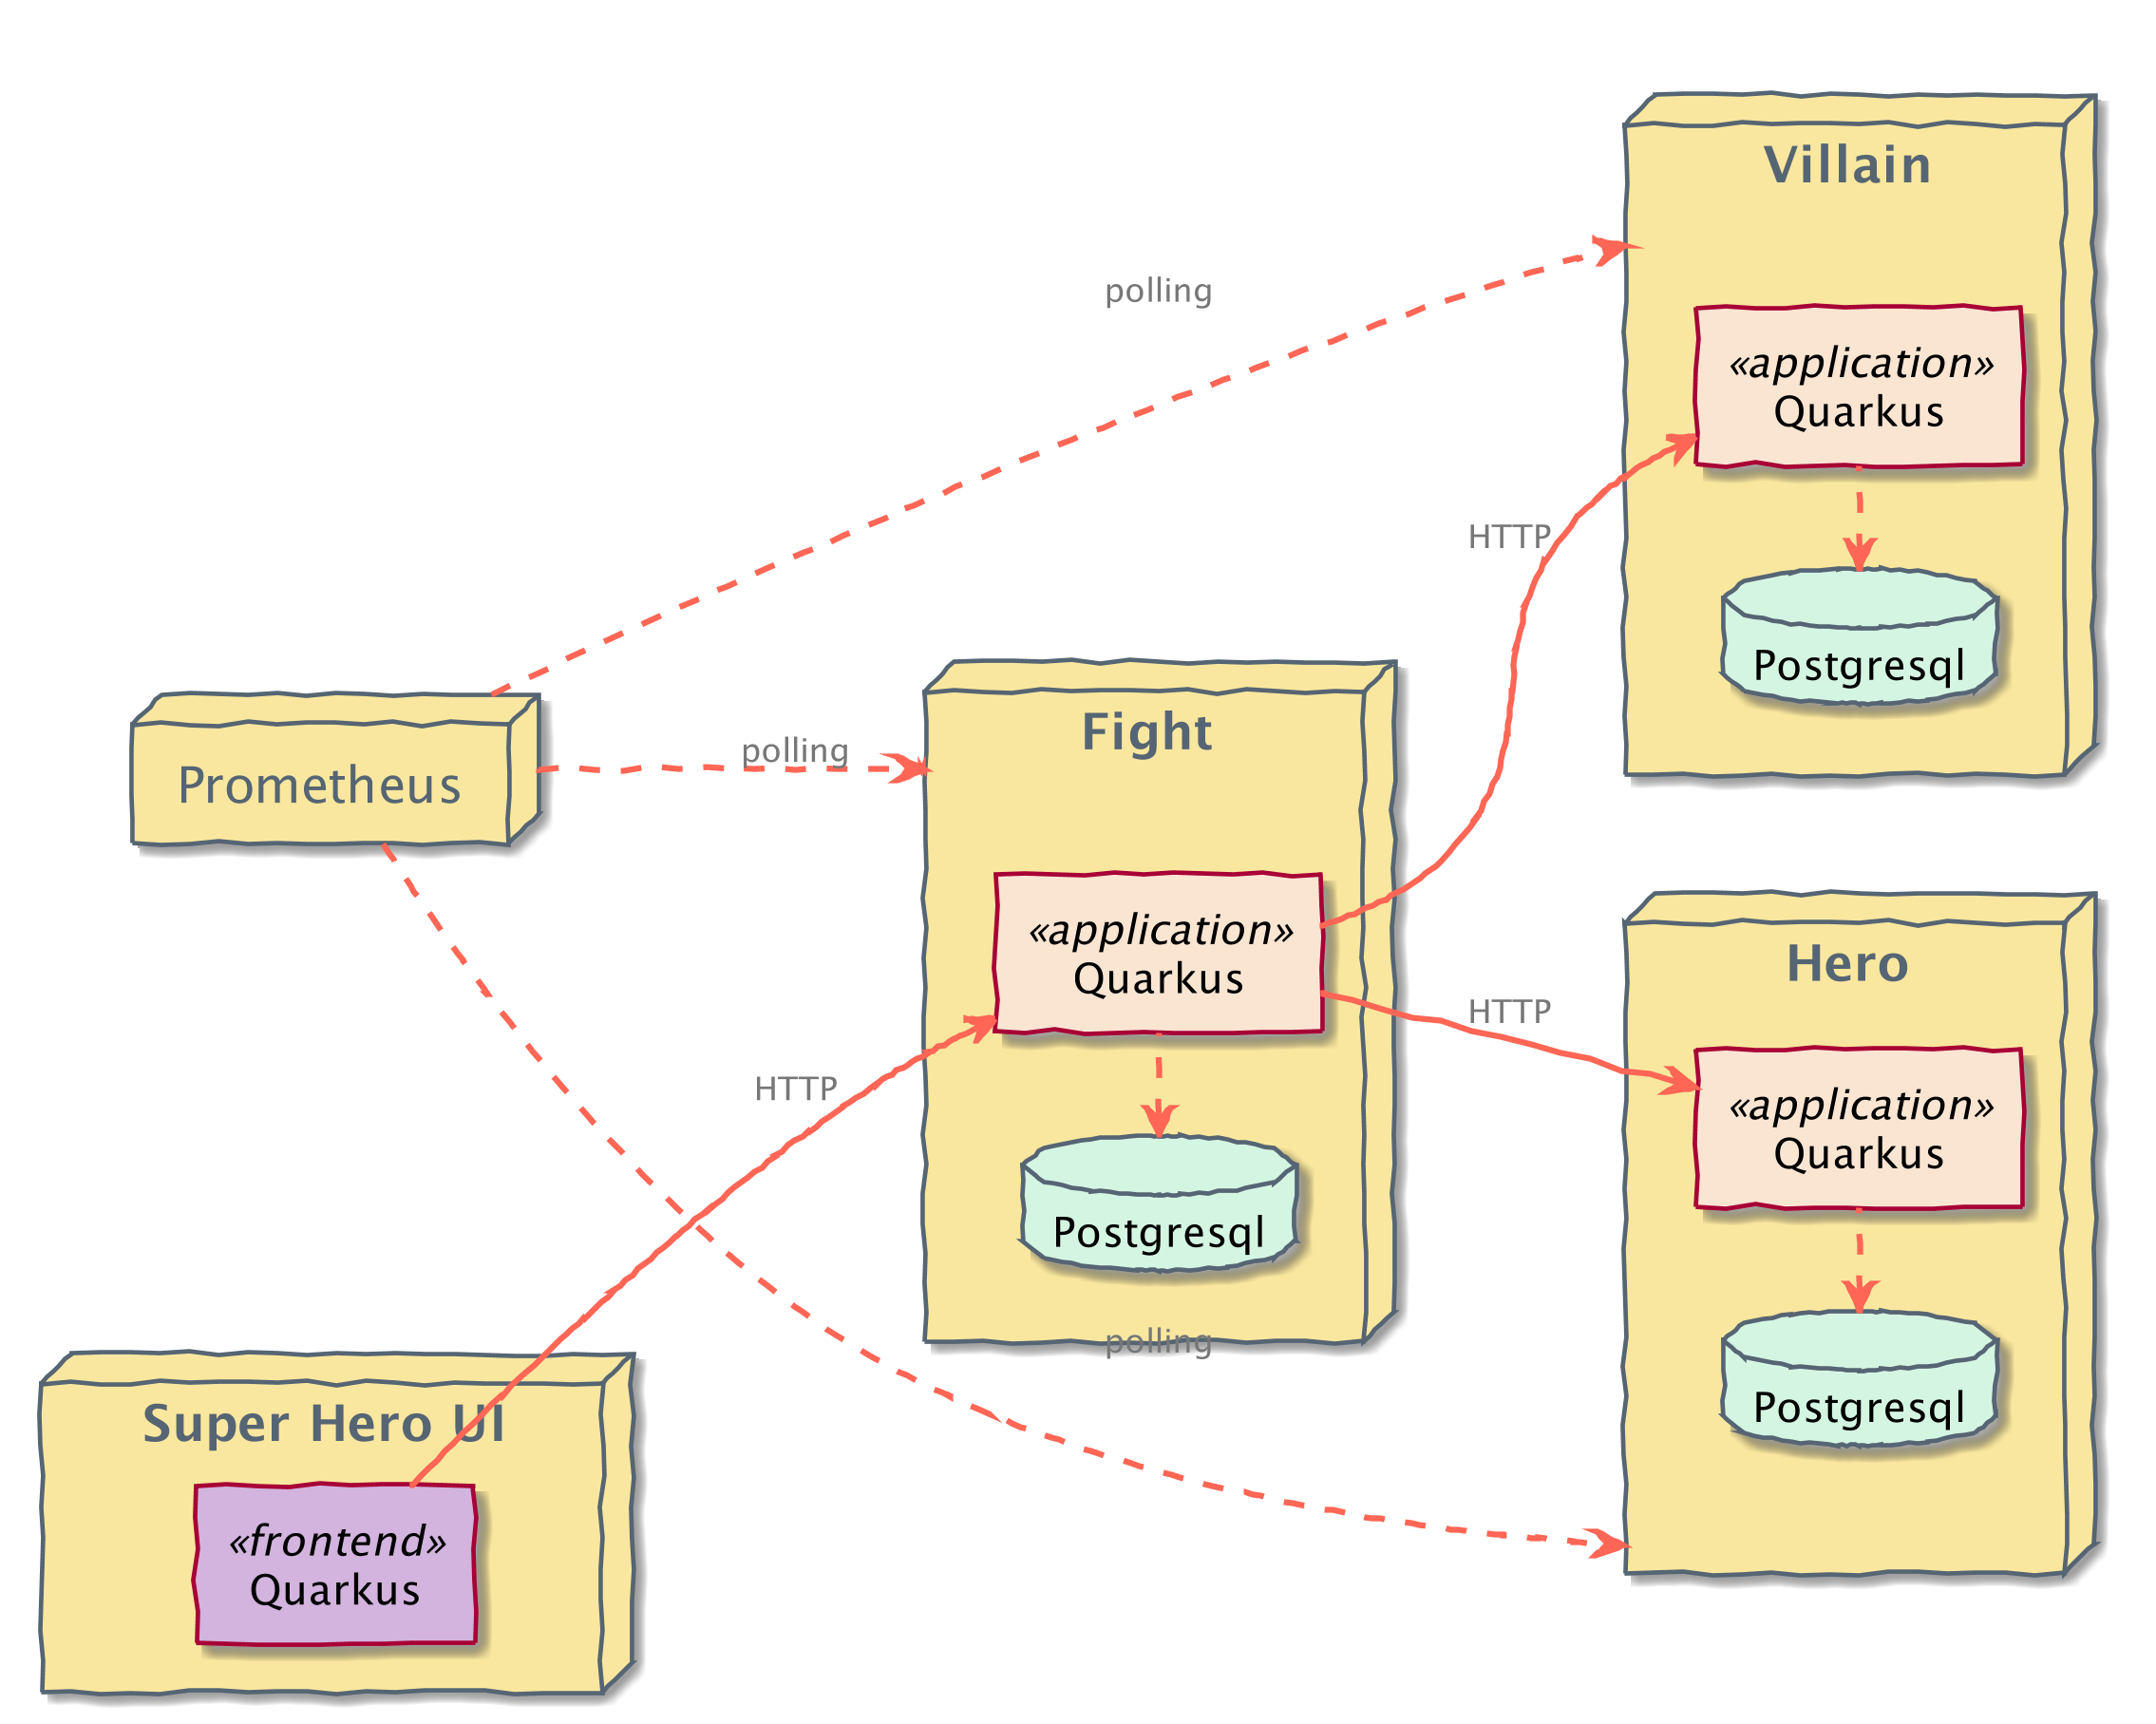 Villain
polling
«application»
Quarkus
HTTP
Postgresql
Fight
polling
Prometheus
«application»
Quarkus
Hero
HTTP
HTTP
«application»
Quarkus
Postgresql
polling
Postgresql
Super Hero UI
«frontend»
Quarkus